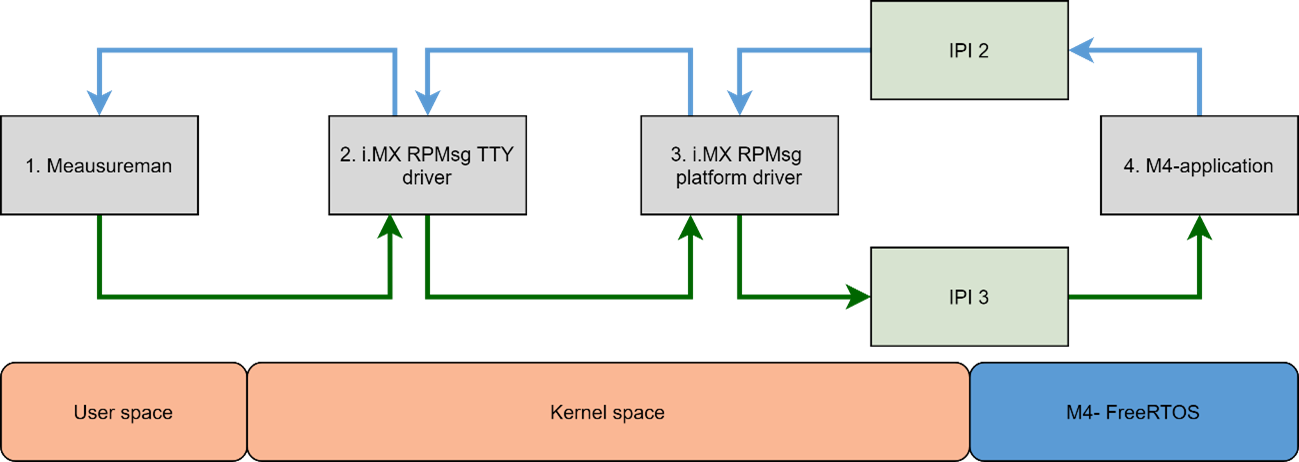 IPI 2
1. Meausureman
2. i.MX RPMsg TTY
driver
3. i.MX RPMsg
platform driver
4. M4-application
IPI 3
User space
Kernel space
M4- FreeRTOS